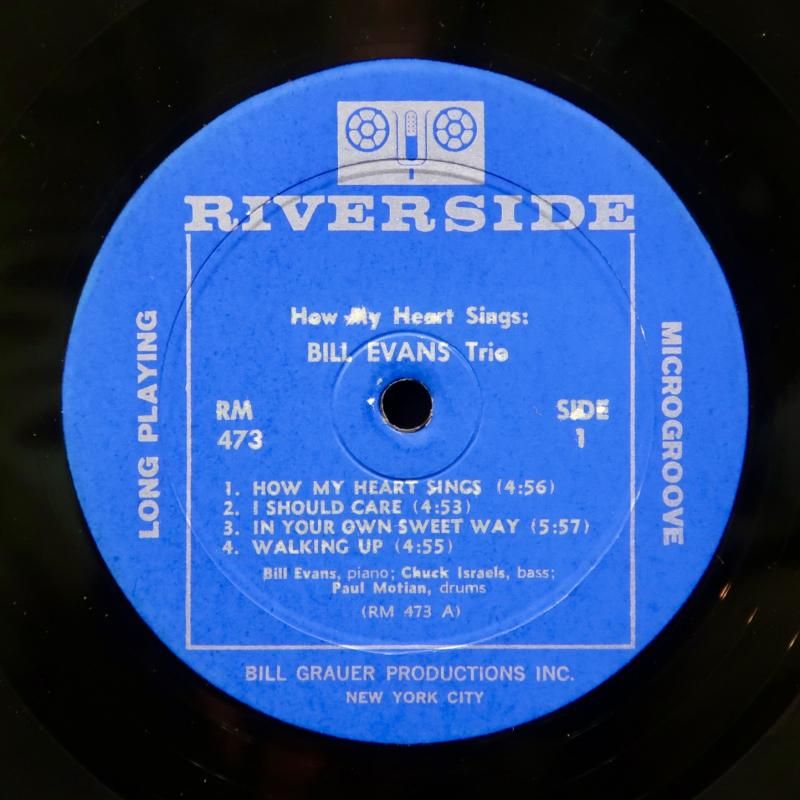 RIVERSIDE
How My Heart Sings:
BILL EVANS Trio
LONG PLAYING
MICROGROOVE
RM
473
SIDE
1
1. HOW MY HEART SINGS (4:56)
2. I SHOULD CARE (4:53)
3. IN YOUR OWN SWEET WAY (5:57)
4. WALKING UP (4:55)
Bill Evans, piano; Chuck Israels, bass;
Paul Motian, drums
(RM 473 A)
BILL GRAUER PRODUCTIONS INC.
NEW YORK CITY